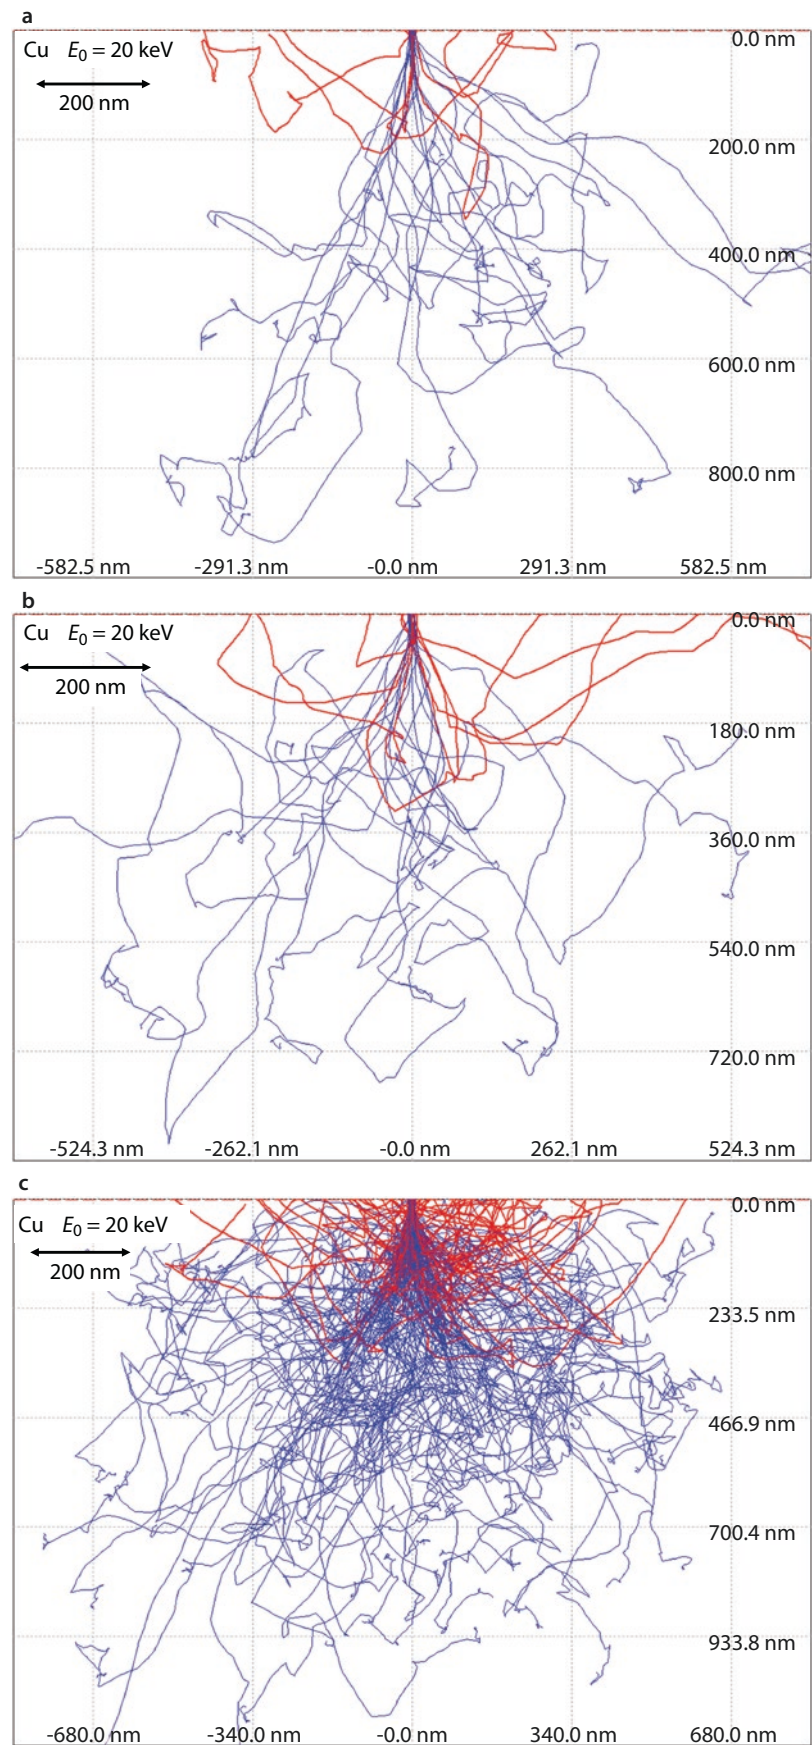 a
Cu E0 = 20 keV
200 nm
0.0 nm
200.0 nm
400.0 nm
600.0 nm
800.0 nm
-582.5 nm -291.3 nm -0.0 nm 291.3 nm 582.5 nm
b
Cu E0 = 20 keV
200 nm
0.0 nm
180.0 nm
360.0 nm
540.0 nm
720.0 nm
-524.3 nm -262.1 nm -0.0 nm 262.1 nm 524.3 nm
c
Cu E0 = 20 keV
200 nm
0.0 nm
233.5 nm
466.9 nm
700.4 nm
933.8 nm
-680.0 nm -340.0 nm -0.0 nm 340.0 nm 680.0 nm